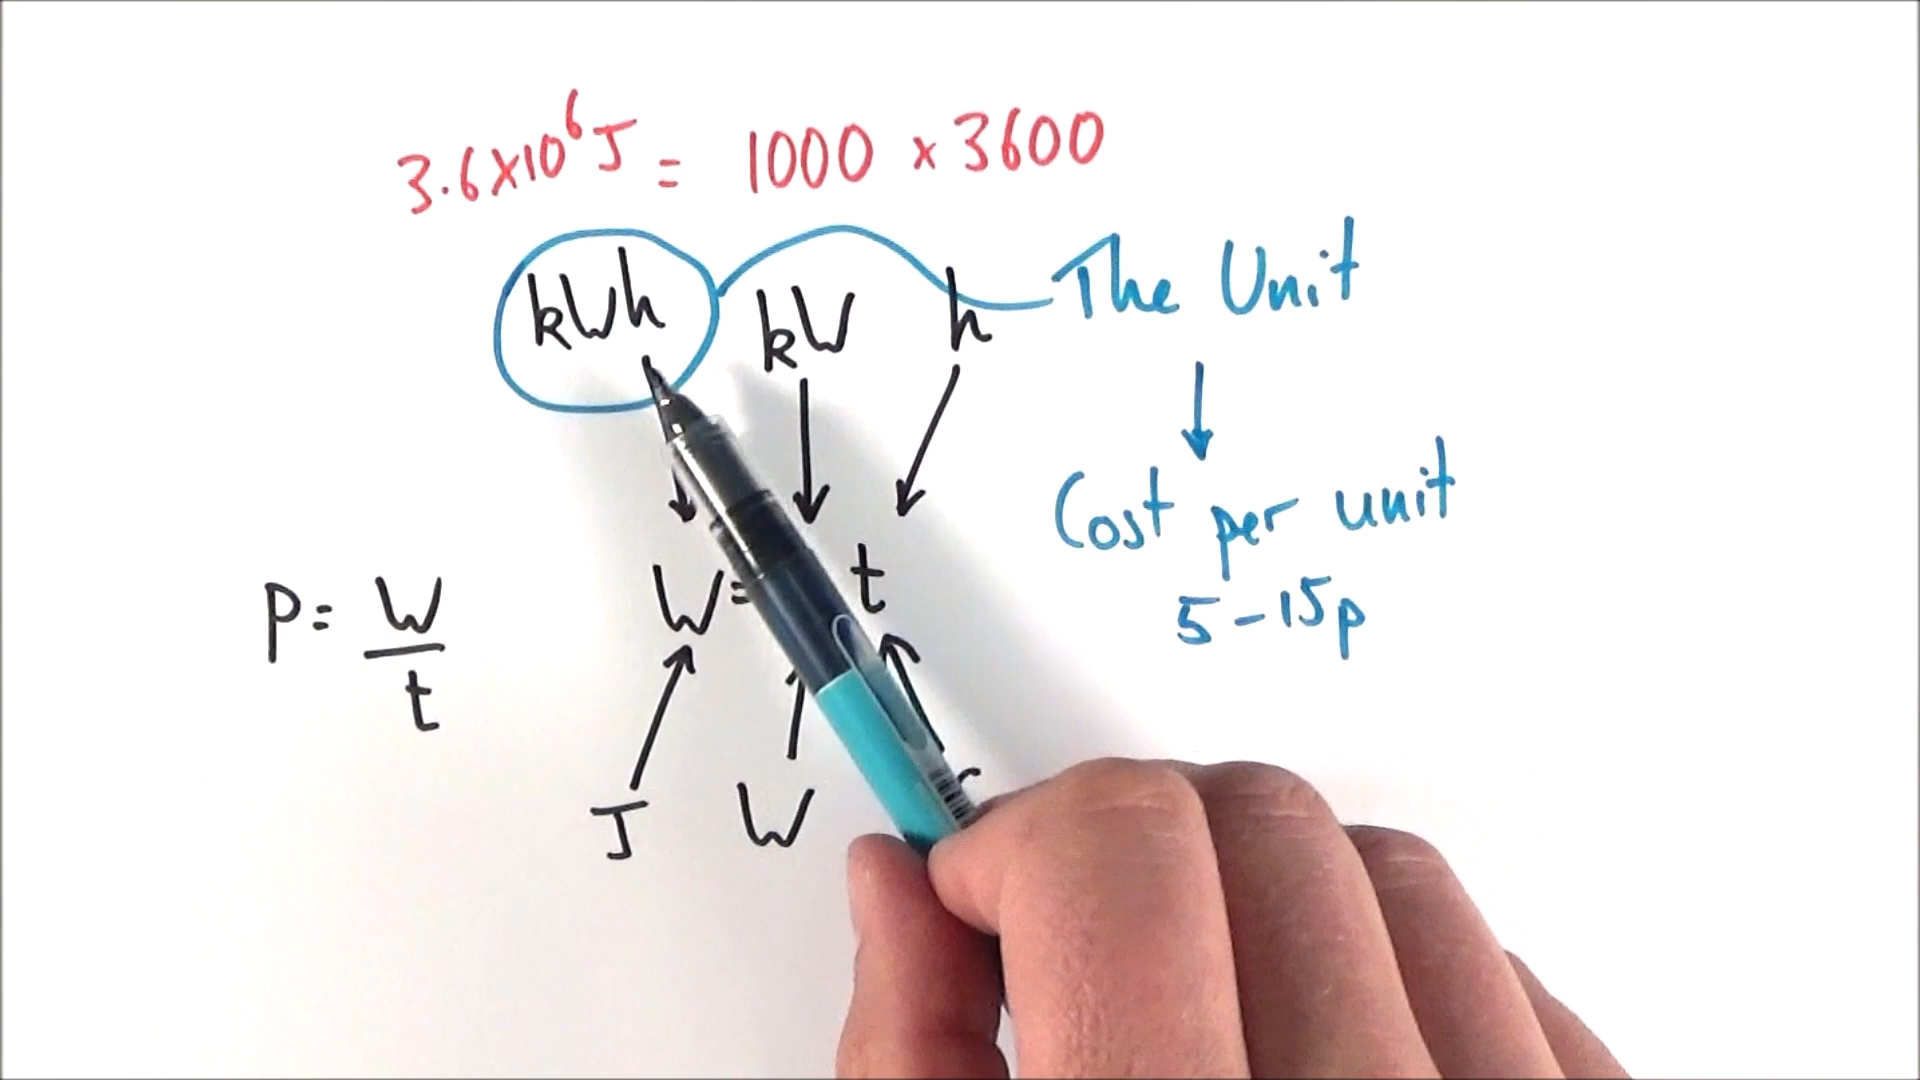 3.6x10⁶J = 1000 x 3600
kWh kW h The Unit
Cost per unit
5-15p
P = W
t
W = t
J W